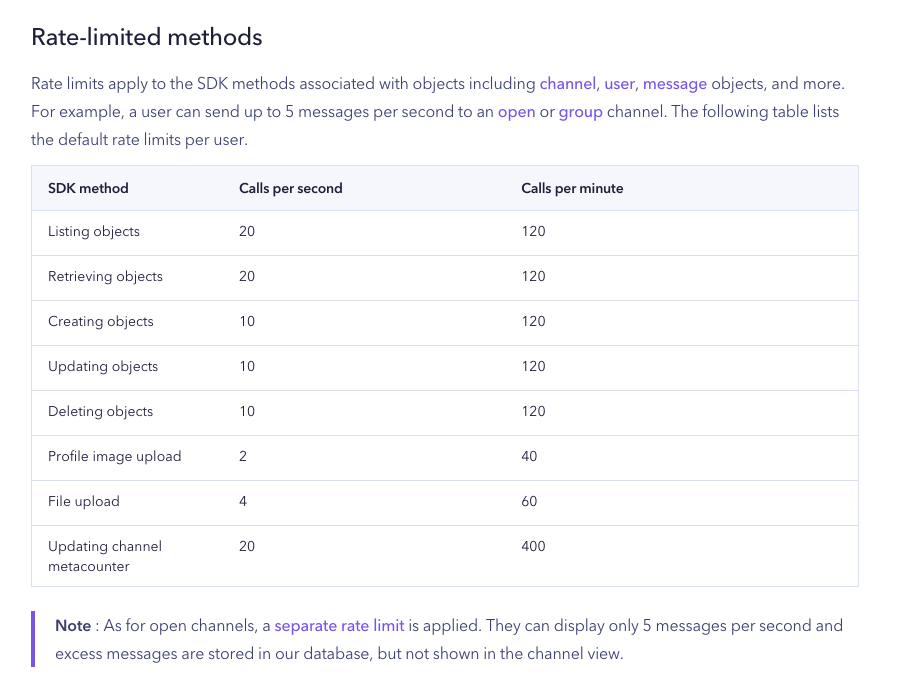 Rate-limited methods
Rate limits apply to the SDK methods associated with objects including channel, user, message objects, and more.
For example, a user can send up to 5 messages per second to an open or group channel. The following table lists
the default rate limits per user.
SDK method Calls per second Calls per minute
Listing objects 20 120
Retrieving objects 20 120
Creating objects 10 120
Updating objects 10 120
Deleting objects 10 120
Profile image upload 2 40
File upload 4 60
Updating channel 20 400
metacounter
Note : As for open channels, a separate rate limit is applied. They can display only 5 messages per second and
excess messages are stored in our database, but not shown in the channel view.